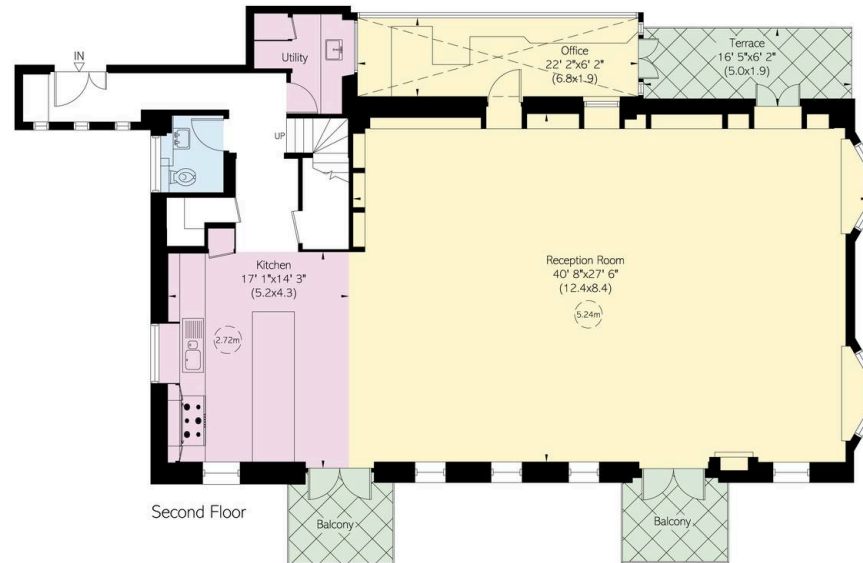 IN
Utility
Office
22' 2"x6' 2"
(6.8x1.9)
Terrace
16' 5"x6' 2"
(5.0x1.9)
UP
Kitchen
17' 1"x14' 3"
(5.2x4.3)
2.72m
Reception Room
40' 8"x27' 6"
(12.4x8.4)
5.24m
Second Floor
Balcony
Balcony